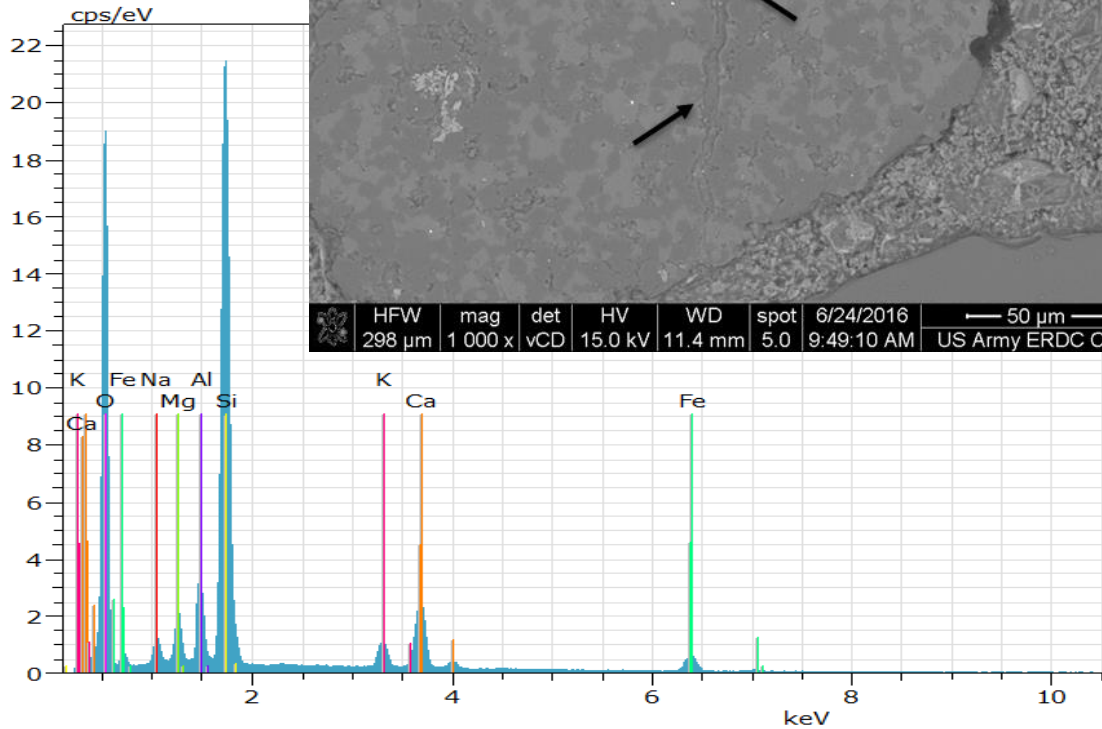 cps/eV
22
20
18
16
14
12
10
8
6
4
2
0
HFW mag det HV WD spot 6/24/2016 50 µm
298 µm 1 000 x vCD 15.0 kV 11.4 mm 5.0 9:49:10 AM US Army ERDC
K Fe Na Al K
O Mg Si Ca Fe
Ca
2 4 6 8 10
keV